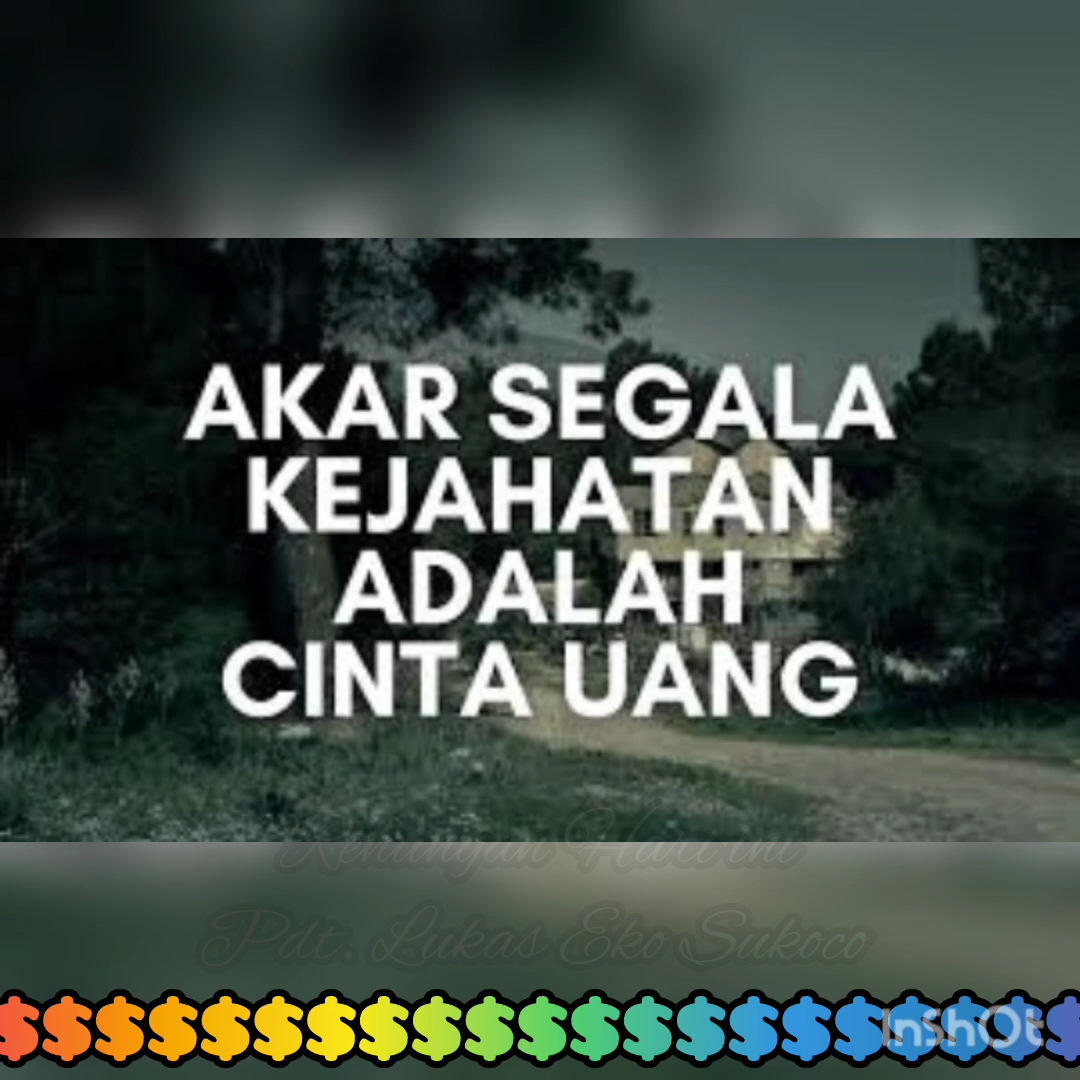 AKAR SEGALA
KEJAHATAN
ADALAH
CINTA UANG
Renungan Hari ini
Pdt. Lukas Eko Sukoco
$$$$$$$$$$$$$$$$$$$$$
InShOt